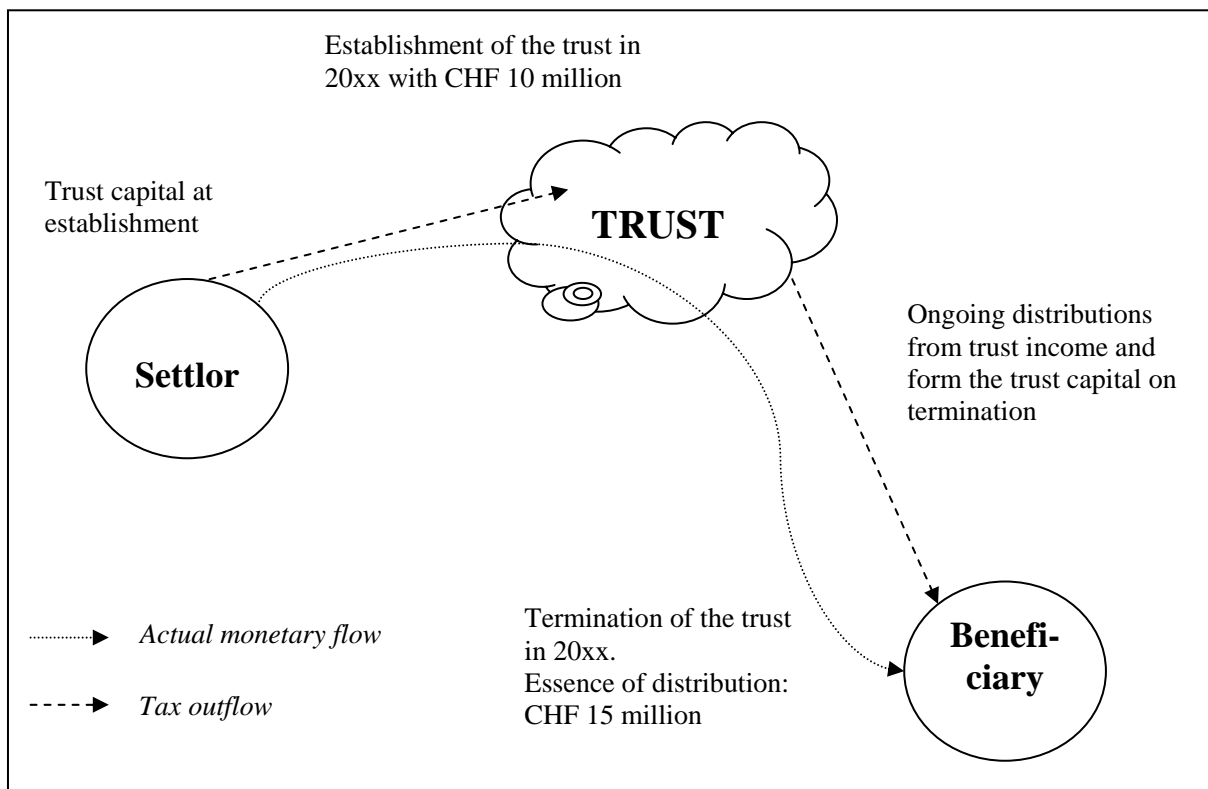 Establishment of the trust in
20xx with CHF 10 million
Trust capital at
establishment
TRUST
Settlor
Ongoing distributions
from trust income and
form the trust capital on
termination
Termination of the trust
in 20xx.
Essence of distribution:
CHF 15 million
Benefi-
ciary
Actual monetary flow
Tax outflow